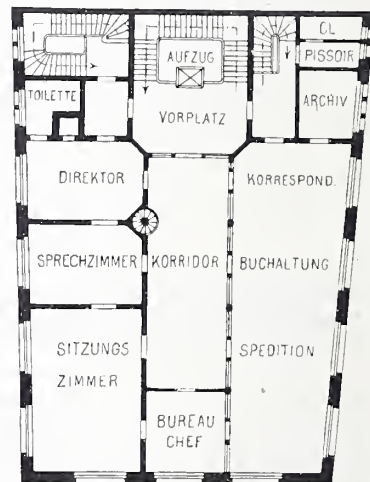 CL
AUFZUG
PISSOIR
TOILETTE
ARCHIV
VORPLATZ
DIREKTOR
KORRESPOND.
SPRECHZIMMER
KORRIDOR
BUCHALTUNG
SITZUNGS
ZIMMER
SPEDITION
BUREAU
CHEF